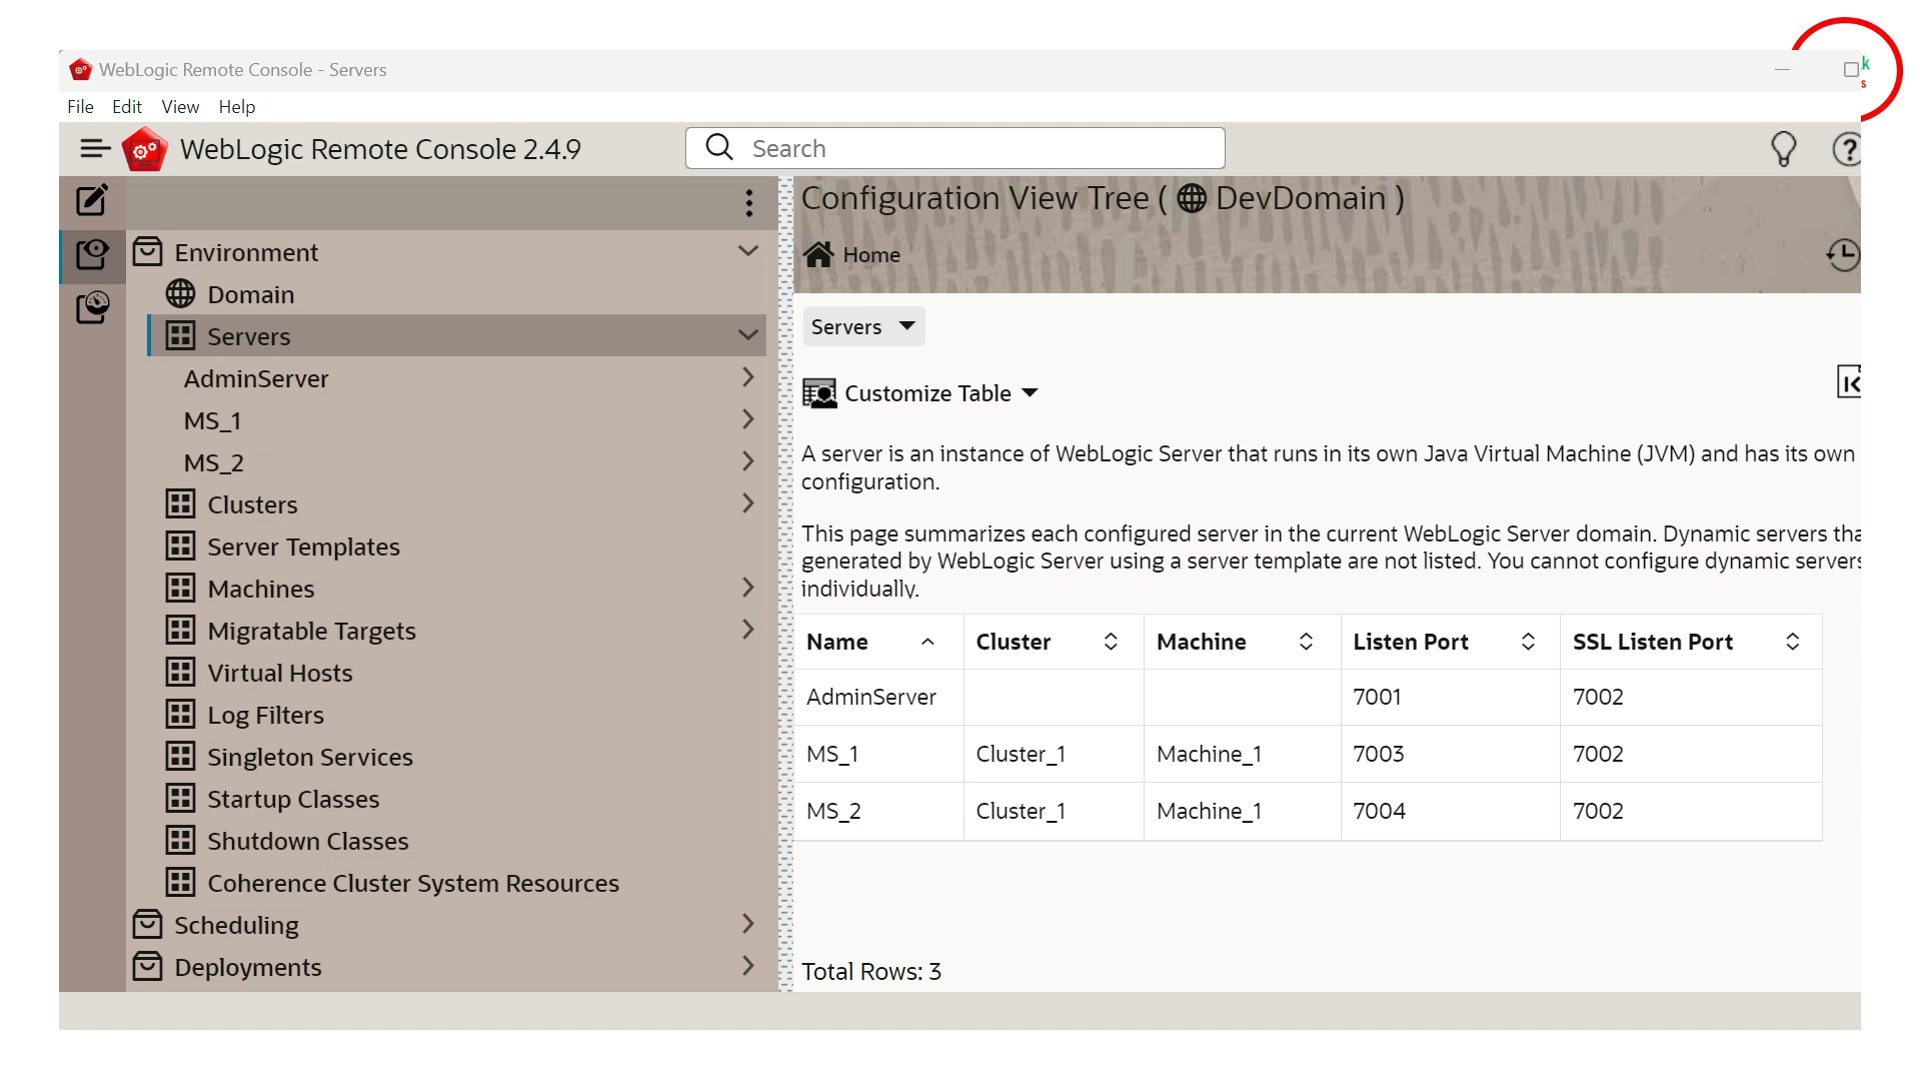 WebLogic Remote Console - Servers
File Edit View Help
WebLogic Remote Console 2.4.9
Search
Configuration View Tree ( DevDomain )
Home
Environment
Domain
Servers
AdminServer
MS_1
MS_2
Clusters
Server Templates
Machines
Migratable Targets
Virtual Hosts
Log Filters
Singleton Services
Startup Classes
Shutdown Classes
Coherence Cluster System Resources
Scheduling
Deployments
Servers
Customize Table
A server is an instance of WebLogic Server that runs in its own Java Virtual Machine (JVM) and has its own
configuration.
This page summarizes each configured server in the current WebLogic Server domain. Dynamic servers tha
generated by WebLogic Server using a server template are not listed. You cannot configure dynamic servers
individually.
Name Cluster Machine Listen Port SSL Listen Port
AdminServer 7001 7002
MS_1 Cluster_1 Machine_1 7003 7002
MS_2 Cluster_1 Machine_1 7004 7002
Total Rows: 3